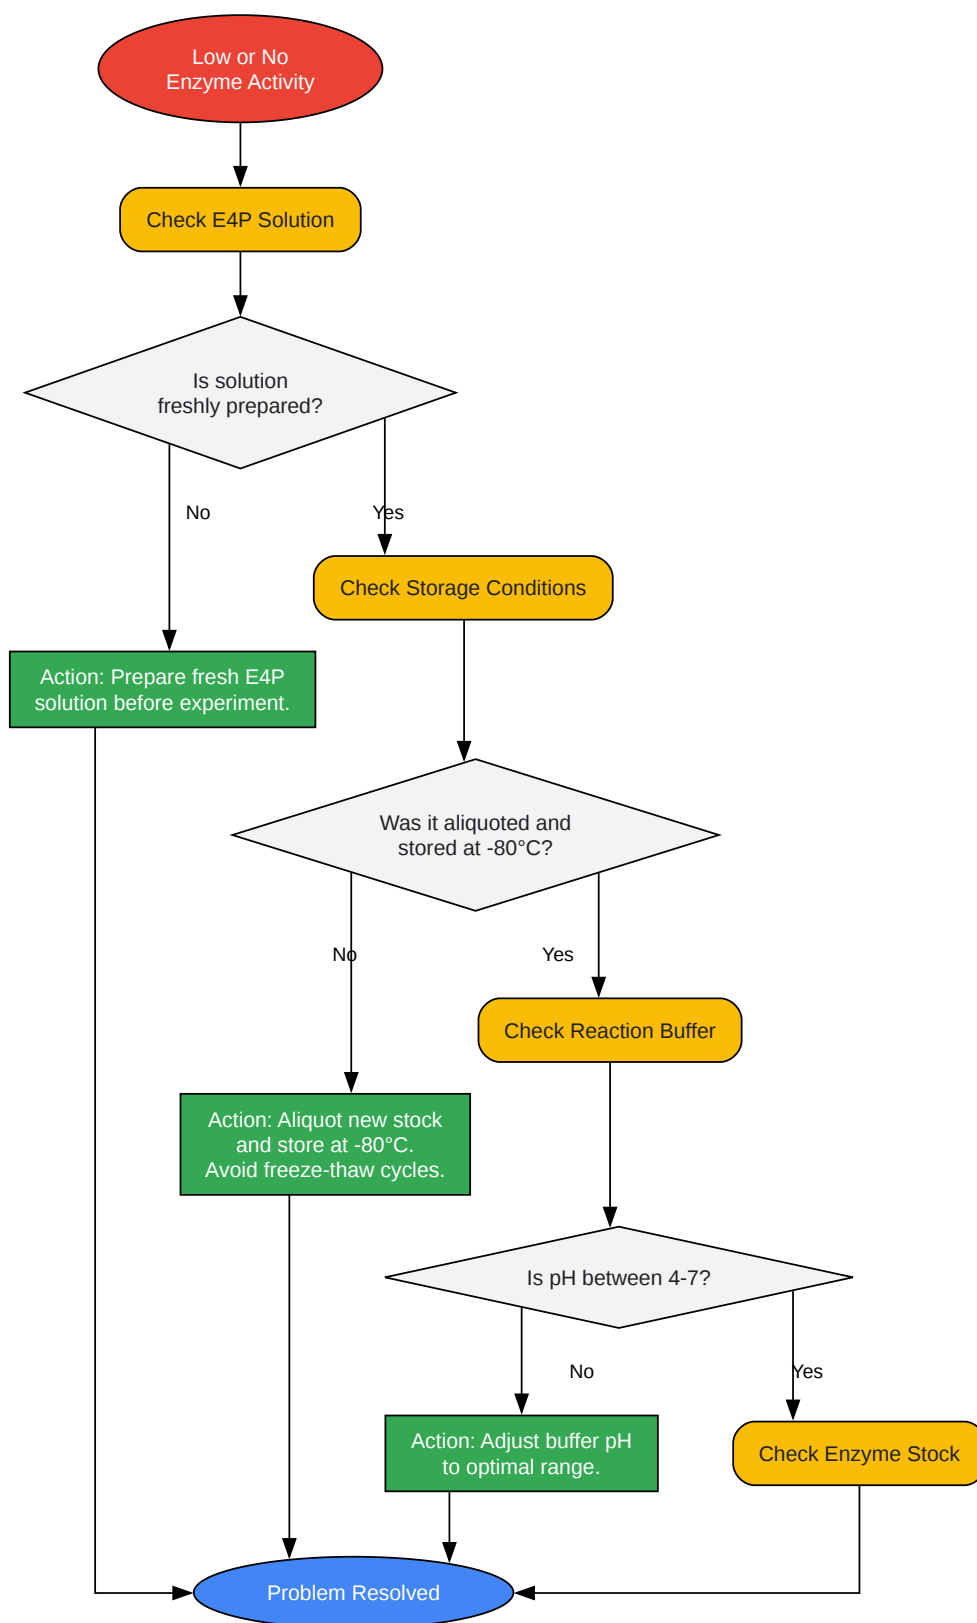 Low or No
Enzyme Activity
Check E4P Solution
Is solution
freshly prepared?
No
Yes
Check Storage Conditions
Action: Prepare fresh E4P
solution before experiment.
Was it aliquoted and
stored at -80°C?
No
Yes
Check Reaction Buffer
Action: Aliquot new stock
and store at -80°C.
Avoid freeze-thaw cycles.
Is pH between 4-7?
No
Yes
Action: Adjust buffer pH
to optimal range.
Check Enzyme Stock
Problem Resolved